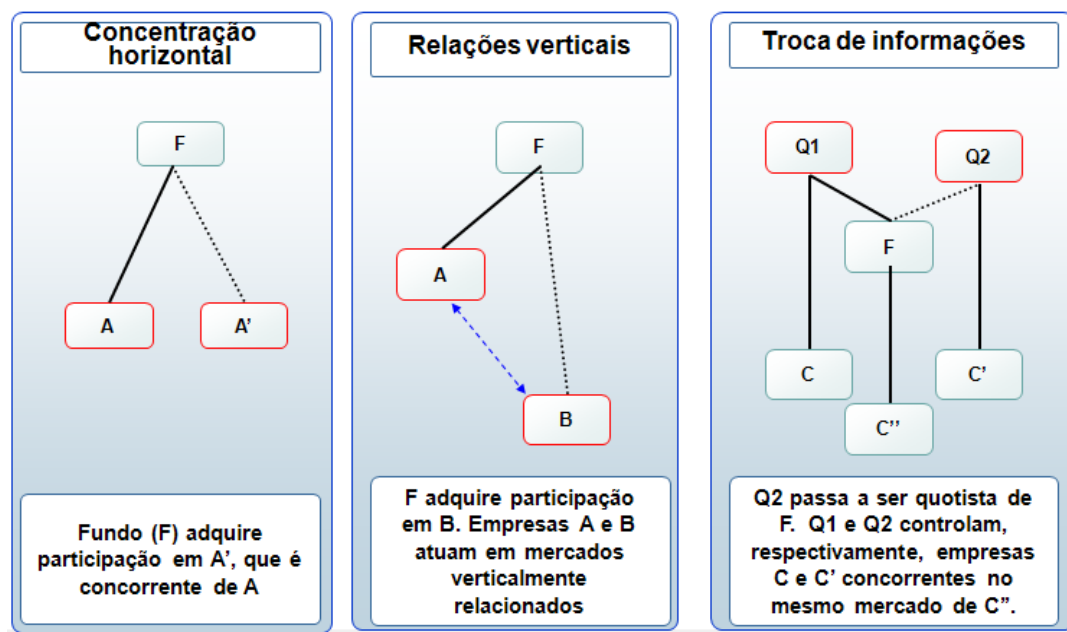 Concentração
horizontal
F
A
A'
Fundo (F) adquire
participação em A’, que é
concorrente de A
Relações verticais
F
A
B
F adquire participação
em B. Empresas A e B
atuam em mercados
verticalmente
relacionados
Troca de informações
Q1
Q2
F
C
C’
C’’
Q2 passa a ser quotista de
F. Q1 e Q2 controlam,
respectivamente, empresas
C e C’ concorrentes no
mesmo mercado de C”.